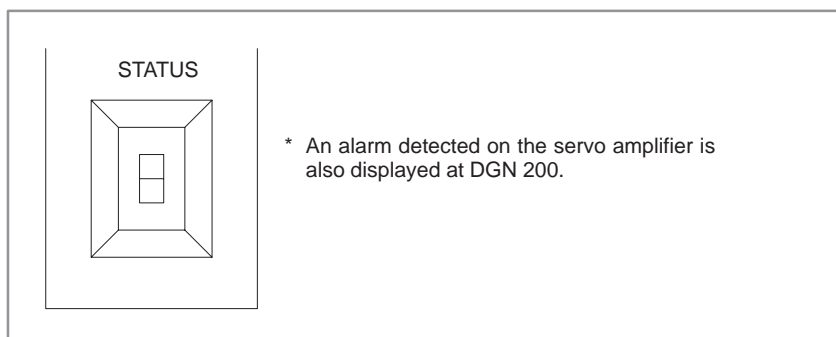 STATUS
* An alarm detected on the servo amplifier is
also displayed at DGN 200.